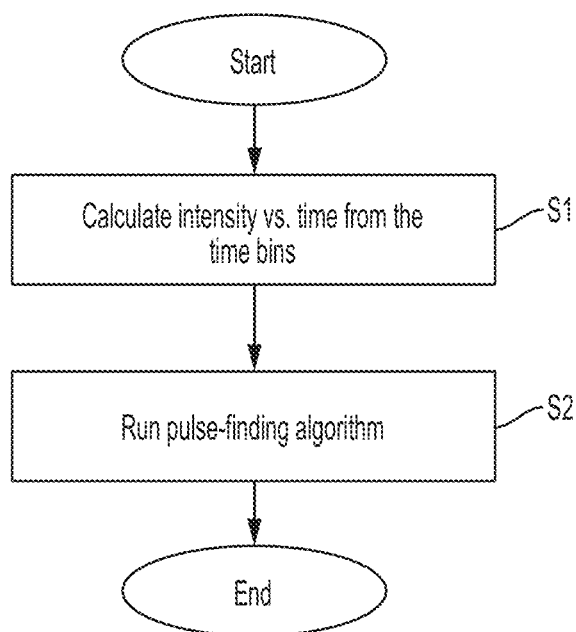 Start
Calculate intensity vs. time from the
time bins
S1
Run pulse-finding algorithm
S2
End